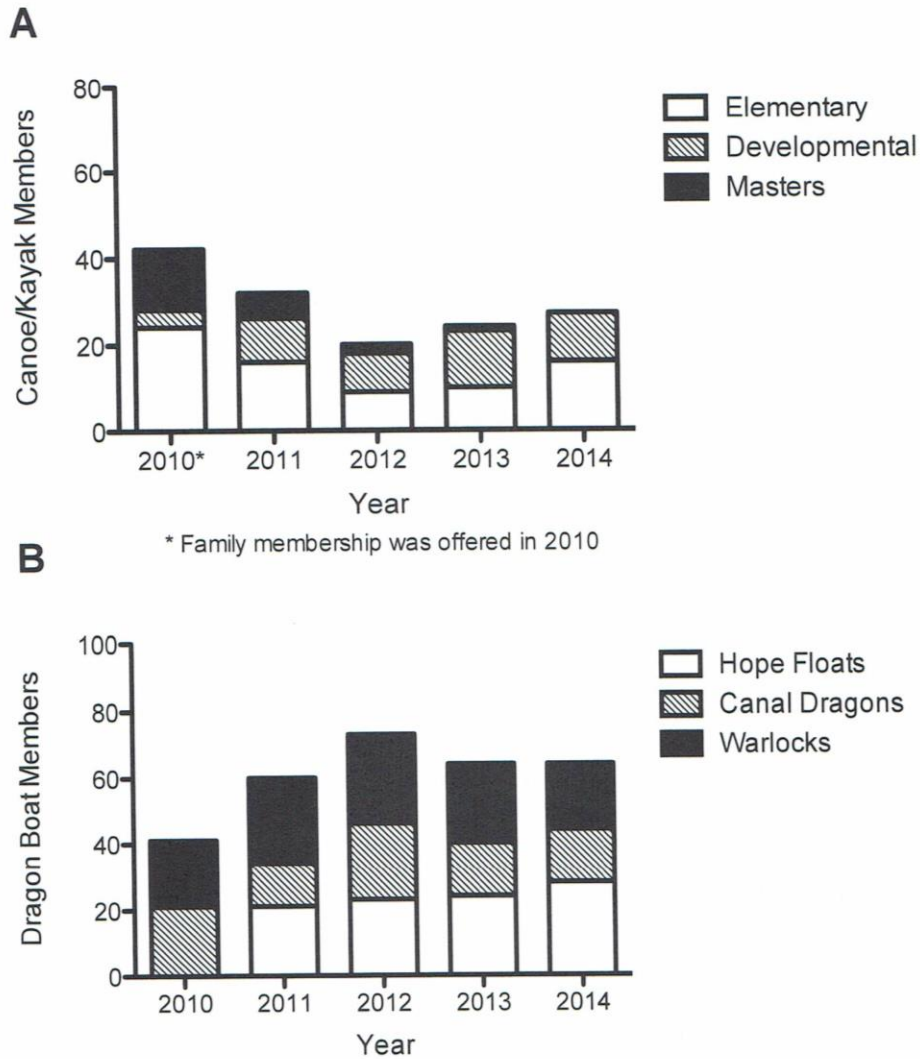 A
Canoe/Kayak Members
80
60
40
20
0
2010*
2011
2012
2013
2014
Year
* Family membership was offered in 2010
Elementary
Developmental
Masters
B
Dragon Boat Members
100
80
60
40
20
0
2010
2011
2012
2013
2014
Year
Hope Floats
Canal Dragons
Warlocks